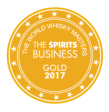 THE WORLD WHISKY MASTERS
THE SPIRITS
BUSINESS
GOLD
2017